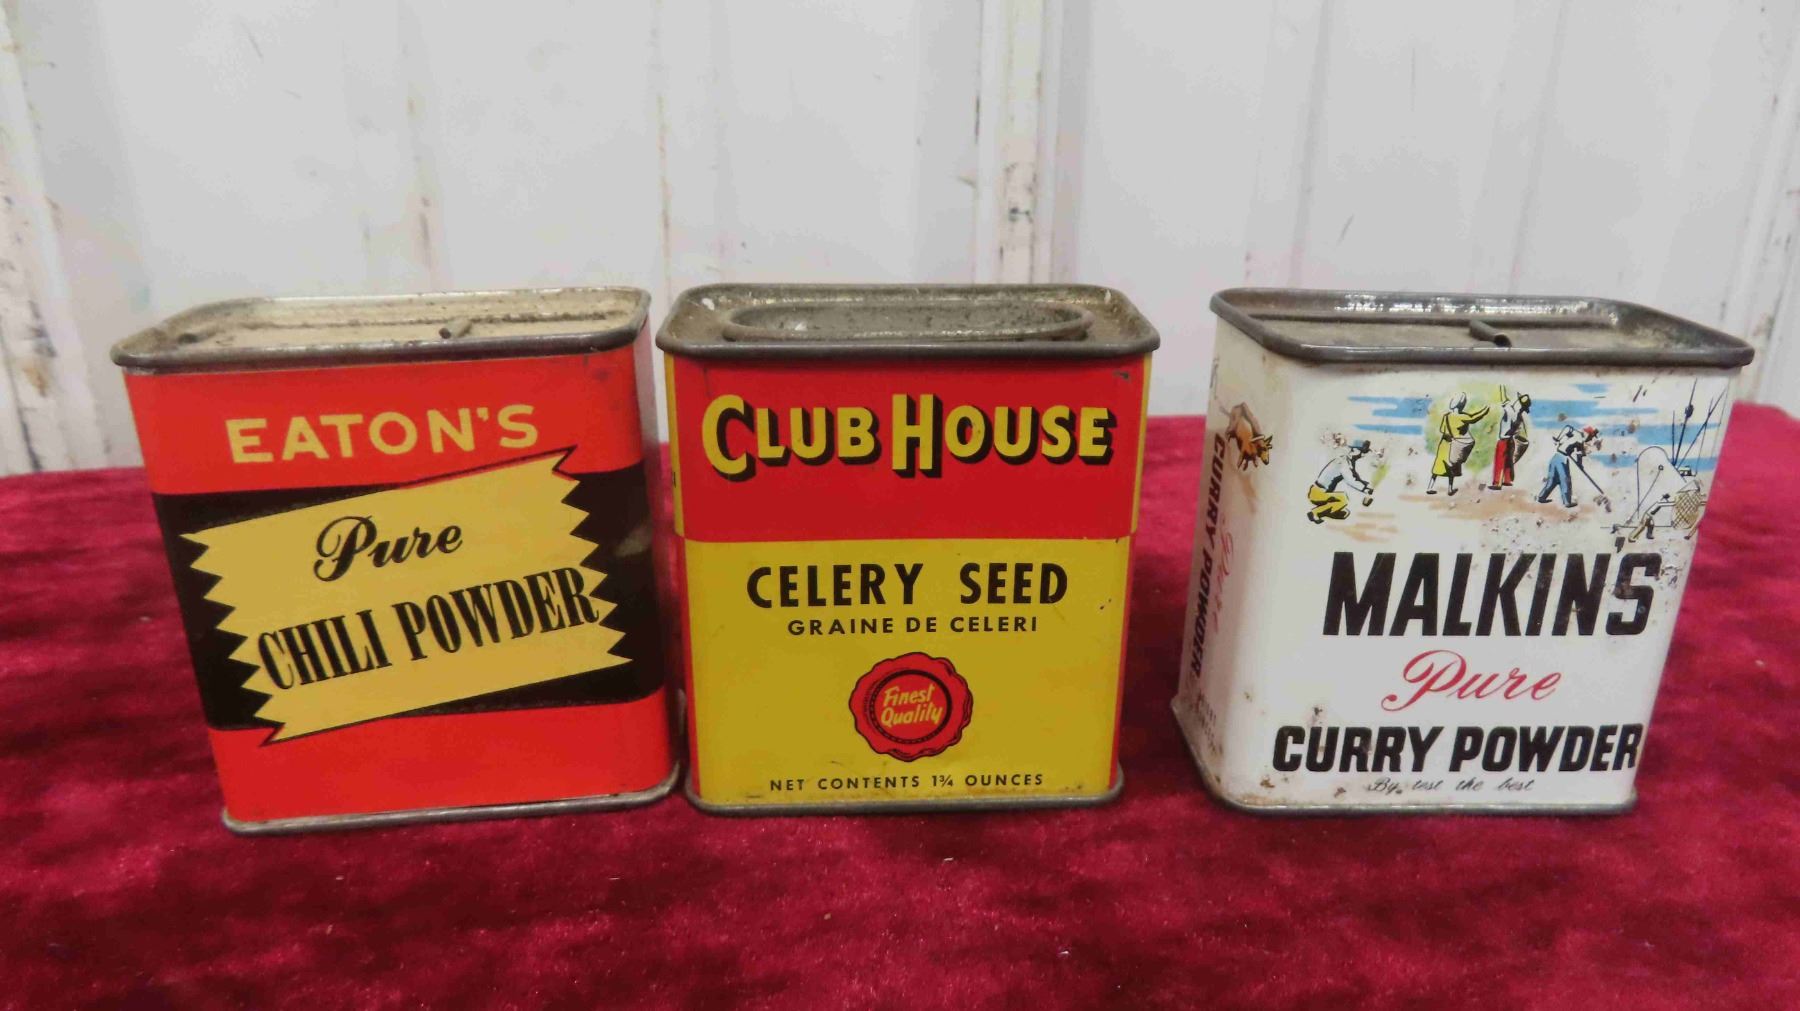 EATON'S
Pure
CHILI POWDER
CLUB HOUSE
CELERY SEED
GRAINE DE CELERI
Finest
Quality
NET CONTENTS 1¾ OUNCES
CURRY POWDER
MALKIN'S
Pure
CURRY POWDER
By test the best